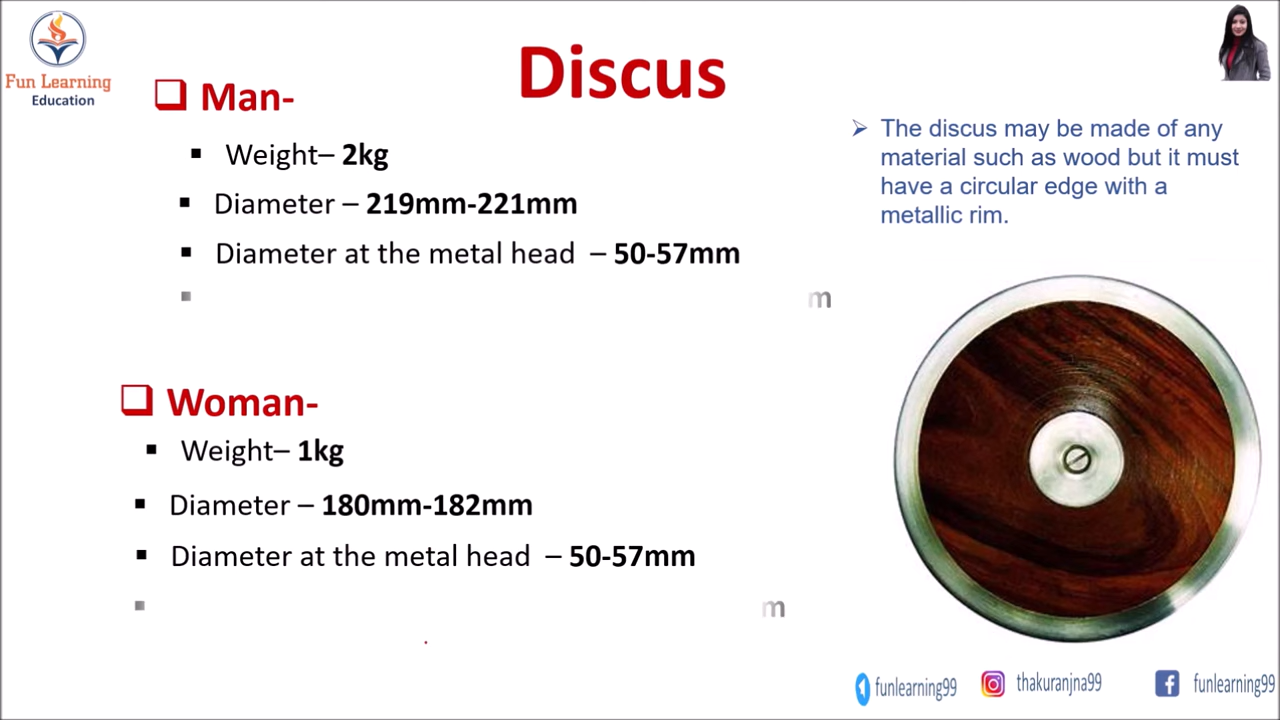 Fun Learning
Education
Discus
Man-
Weight– 2kg
Diameter – 219mm-221mm
Diameter at the metal head – 50-57mm
m
The discus may be made of any
material such as wood but it must
have a circular edge with a
metallic rim.
Woman-
Weight– 1kg
Diameter – 180mm-182mm
Diameter at the metal head – 50-57mm
m
funlearning99
thakuranjna99
funlearning99